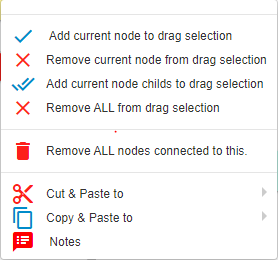 Add current node to drag selection
Remove current node from drag selection
Add current node childs to drag selection
Remove ALL from drag selection
Remove ALL nodes connected to this.
Cut & Paste to
Copy & Paste to
Notes